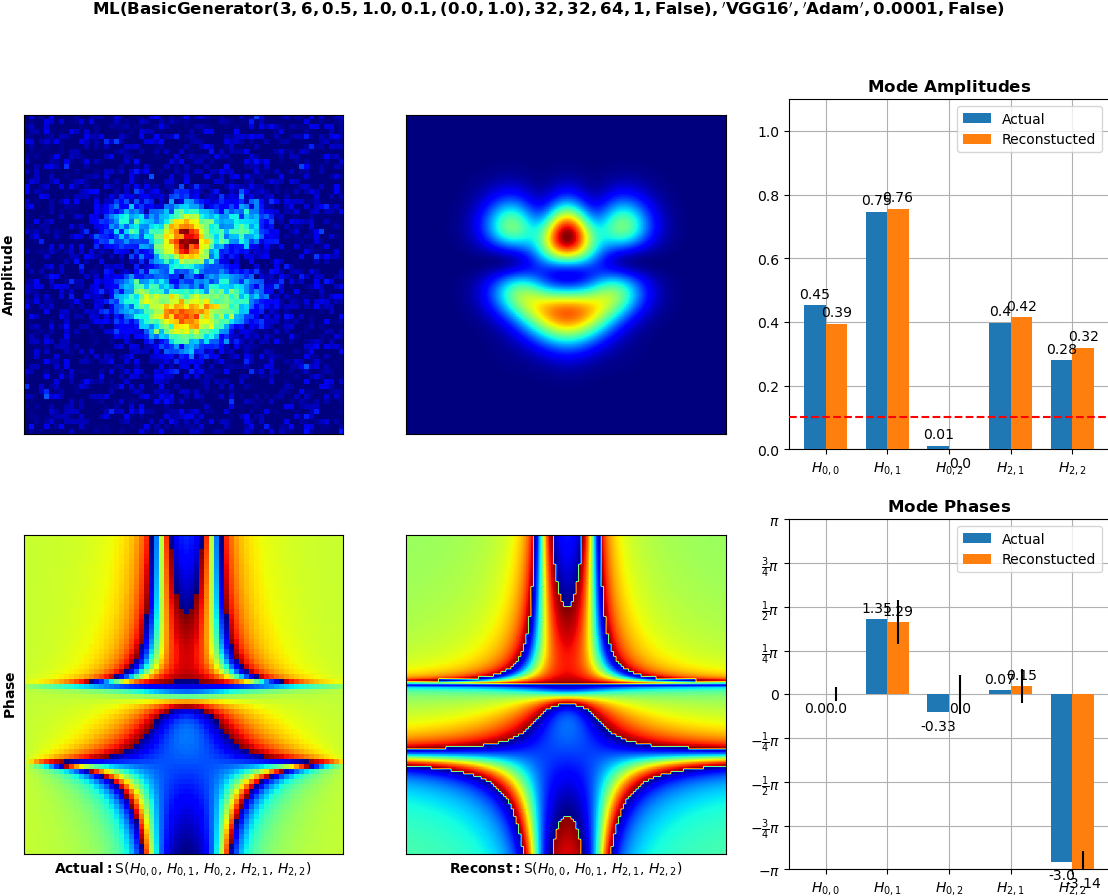 ML(BasicGenerator(3, 6, 0.5, 1.0, 0.1, (0.0, 1.0), 32, 32, 64, 1, False), ′VGG16′, ′Adam′, 0.0001, False)
Amplitude
Mode Amplitudes
Actual
Reconstucted
1.0
0.8
0.6
0.4
0.2
0.0
0.45
0.39
0.75
0.76
0.01
0.0
0.4
0.42
0.28
0.32
H0,0 H0,1 H0,2 H2,1 H2,2
Phase
Actual: S(H0,0, H0,1, H0,2, H2,1, H2,2)
Reconst: S(H0,0, H0,1, H2,1, H2,2)
Mode Phases
Actual
Reconstucted
π
3/4π
1/2π
1/4π
0
−1/4π
−1/2π
−3/4π
−π
0.0
0.0
1.35
1.29
-0.33
0.0
0.07
0.15
-3.0
-3.14
H0,0 H0,1 H0,2 H2,1 H2,2